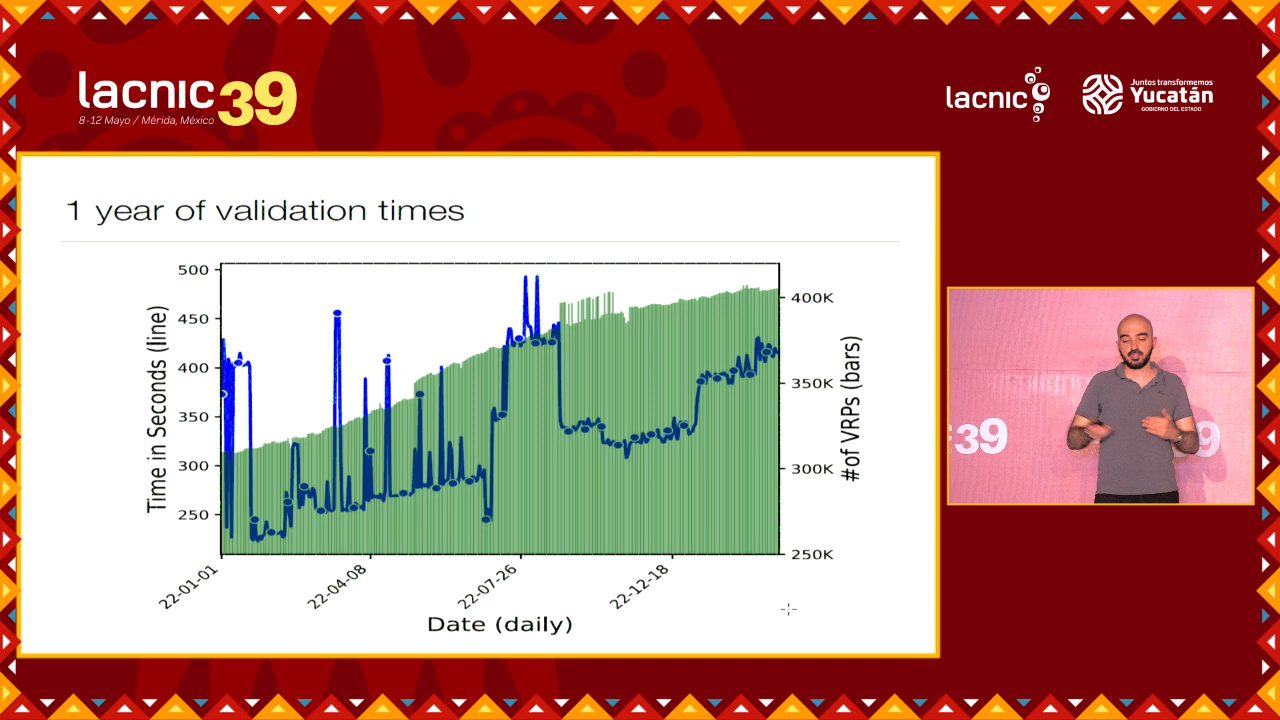 lacnic 39
8-12 Mayo / Mérida, México
lacnic
Juntos transformemos
Yucatán
GOBIERNO DEL ESTADO
1 year of validation times
500
450
400
350
300
250
Time in Seconds (line)
400K
350K
300K
250K
#of VRPs (bars)
22-01-01
22-04-08
22-07-26
22-12-18
Date (daily)
39
9